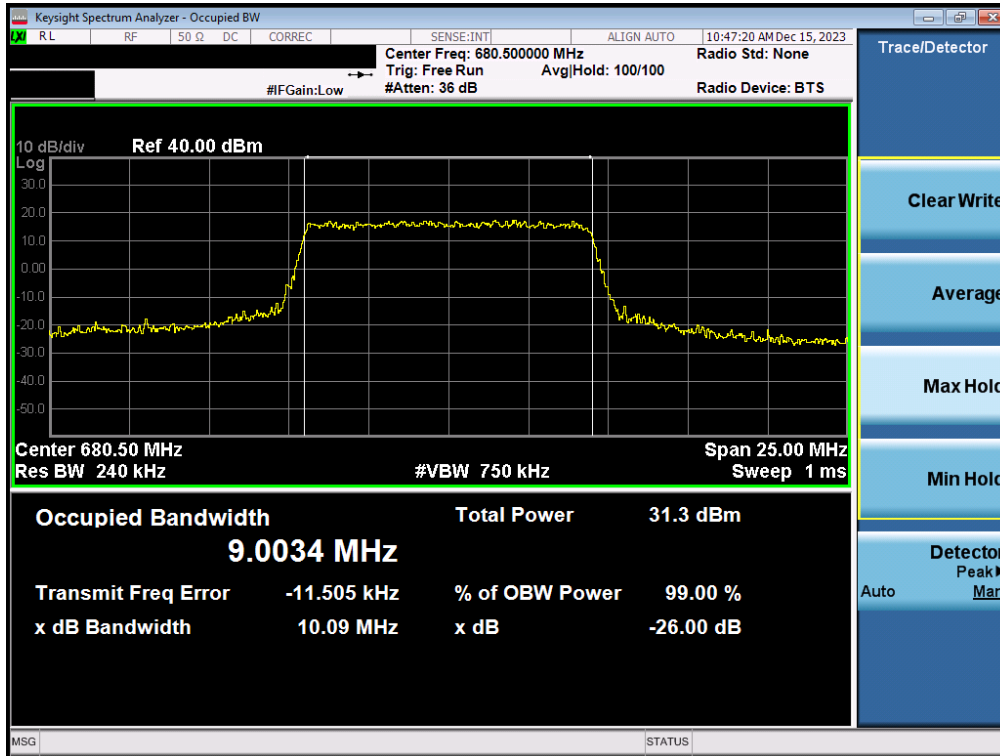 Keysight Spectrum Analyzer - Occupied BW
LXI RL RF 50 Ω DC CORREC SENSE:INT ALIGN AUTO 10:47:20 AM Dec 15, 2023
Center Freq: 680.500000 MHz Radio Std: None
Trig: Free Run Avg|Hold: 100/100
#IFGain:Low #Atten: 36 dB Radio Device: BTS
Trace/Detector
10 dB/div Ref 40.00 dBm
Log
30.0
20.0
10.0
0.00
-10.0
-20.0
-30.0
-40.0
-50.0
Center 680.50 MHz Span 25.00 MHz
Res BW 240 kHz #VBW 750 kHz Sweep 1 ms
Occupied Bandwidth Total Power 31.3 dBm
9.0034 MHz
Transmit Freq Error -11.505 kHz % of OBW Power 99.00 %
x dB Bandwidth 10.09 MHz x dB -26.00 dB
Clear Write
Average
Max Hold
Min Hold
Detector
Peak
Auto Man
MSG STATUS